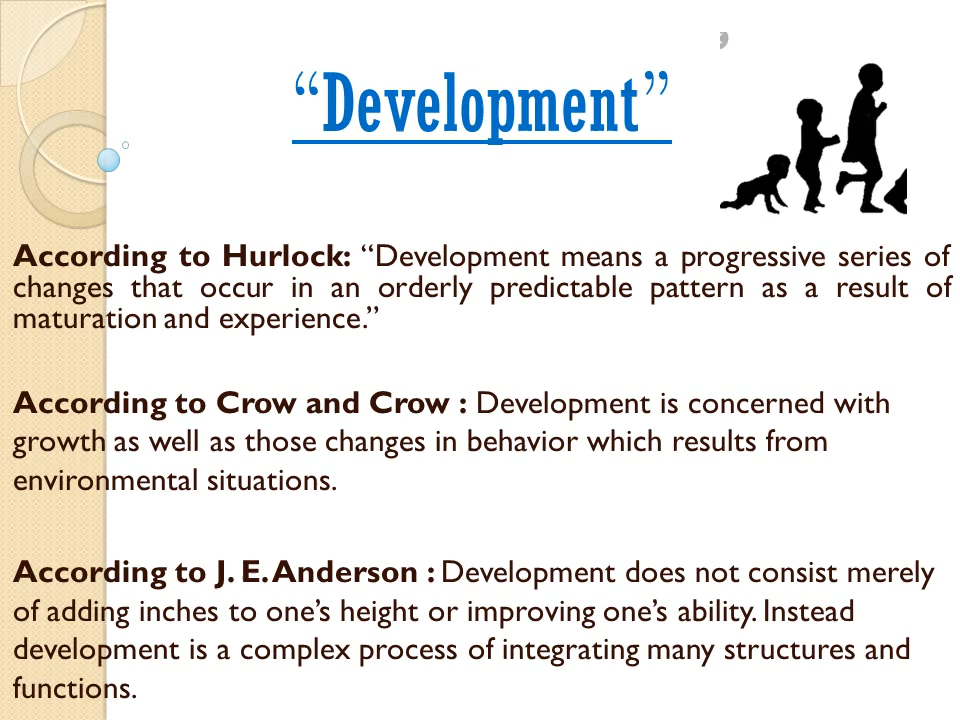 “Development”
According to Hurlock: “Development means a progressive series of
changes that occur in an orderly predictable pattern as a result of
maturation and experience.”
According to Crow and Crow : Development is concerned with
growth as well as those changes in behavior which results from
environmental situations.
According to J. E. Anderson : Development does not consist merely
of adding inches to one’s height or improving one’s ability. Instead
development is a complex process of integrating many structures and
functions.